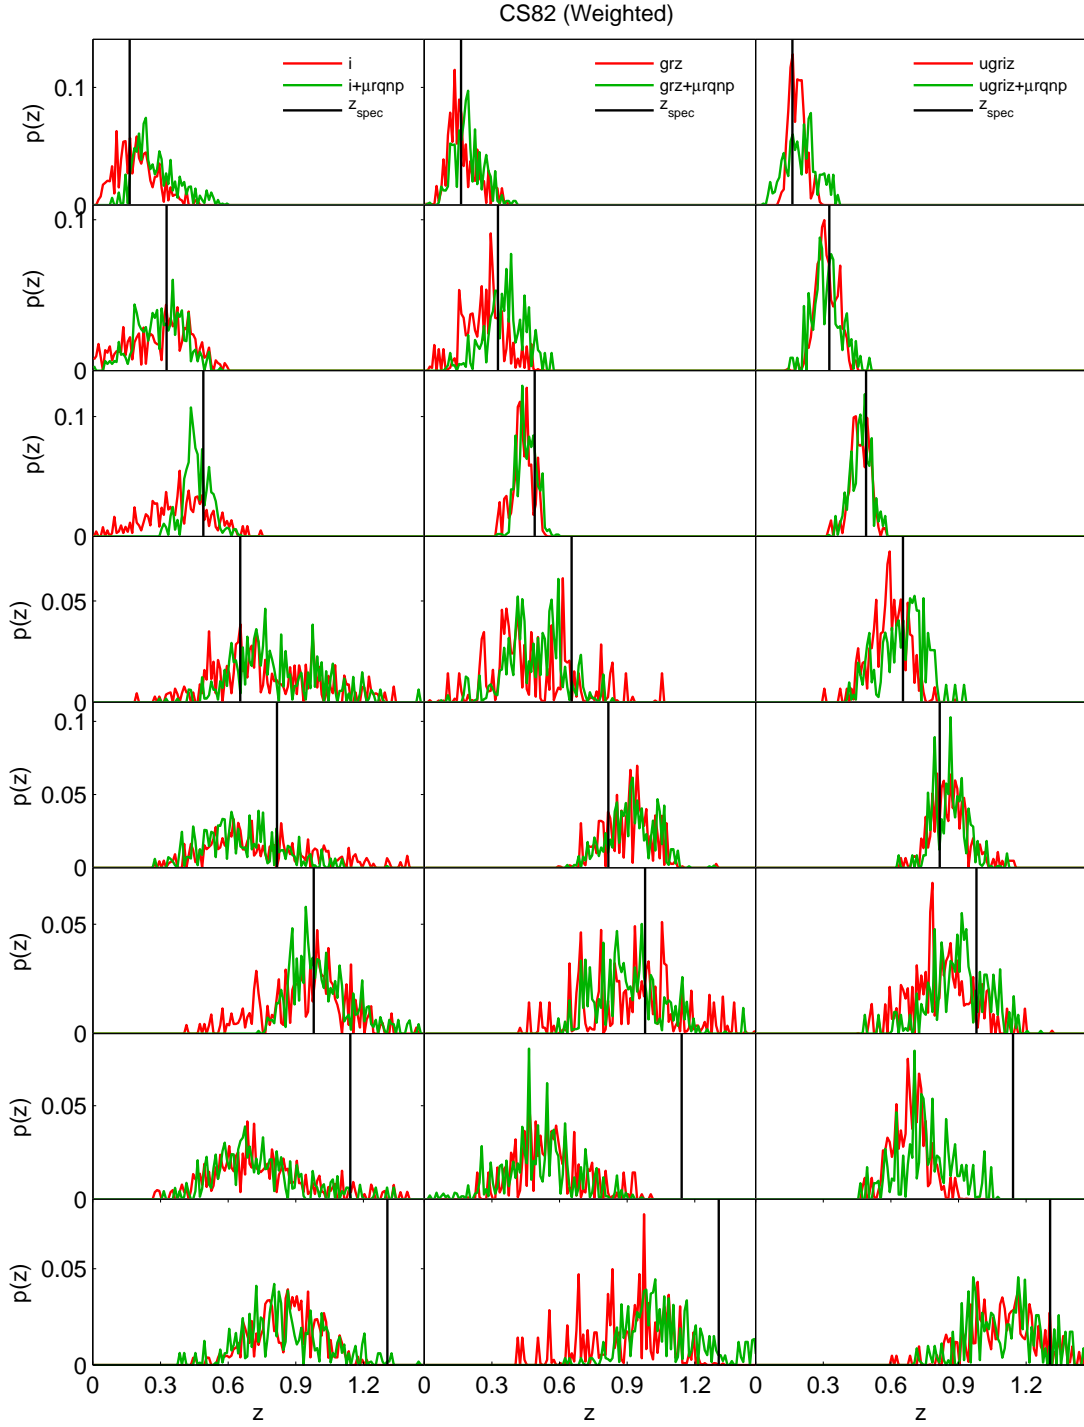 CS82 (Weighted)
i
i+μrqnp
z_spec
grz
grz+μrqnp
z_spec
ugriz
ugriz+μrqnp
z_spec
0.1
p(z)
0
0.1
p(z)
0
0.1
p(z)
0
0.05
p(z)
0
0.1
0.05
p(z)
0
0.05
p(z)
0
0.05
p(z)
0
0.05
p(z)
0
0 0.3 0.6 0.9 1.2 0 0.3 0.6 0.9 1.2 0.3 0.6 0.9 1.2
z z z